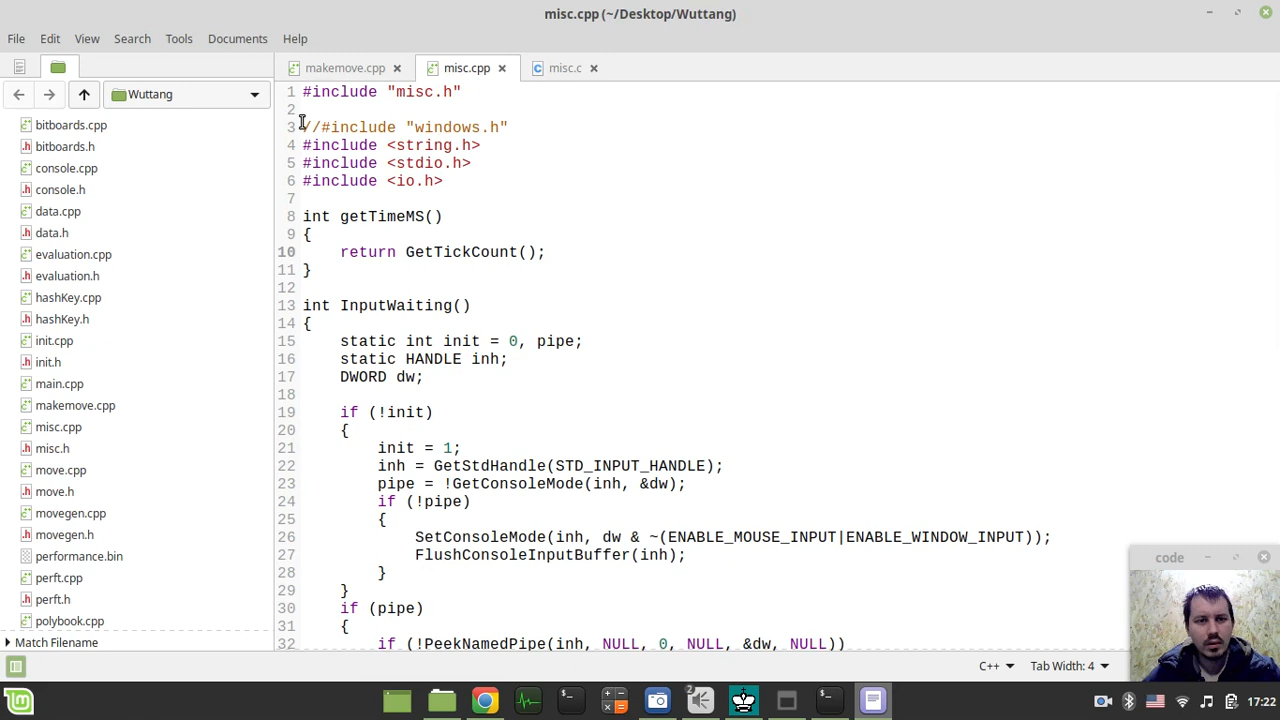 misc.cpp (~/Desktop/Wuttang)
File Edit View Search Tools Documents Help
makemove.cpp misc.cpp misc.c
Wuttang
bitboards.cpp
bitboards.h
console.cpp
console.h
data.cpp
data.h
evaluation.cpp
evaluation.h
hashKey.cpp
hashKey.h
init.cpp
init.h
main.cpp
makemove.cpp
misc.cpp
misc.h
move.cpp
move.h
movegen.cpp
movegen.h
performance.bin
perft.cpp
perft.h
polybook.cpp
Match Filename
1 #include "misc.h"
2
3 //#include "windows.h"
4 #include <string.h>
5 #include <stdio.h>
6 #include <io.h>
7
8 int getTimeMS()
9 {
10 return GetTickCount();
11 }
12
13 int InputWaiting()
14 {
15 static int init = 0, pipe;
16 static HANDLE inh;
17 DWORD dw;
18
19 if (!init)
20 {
21 init = 1;
22 inh = GetStdHandle(STD_INPUT_HANDLE);
23 pipe = !GetConsoleMode(inh, &dw);
24 if (!pipe)
25 {
26 SetConsoleMode(inh, dw & ~(ENABLE_MOUSE_INPUT|ENABLE_WINDOW_INPUT));
27 FlushConsoleInputBuffer(inh);
28 }
29 }
30 if (pipe)
31 {
32 if (!PeekNamedPipe(inh, NULL, 0, NULL, &dw, NULL))
code
C++ Tab Width: 4
2
17:22